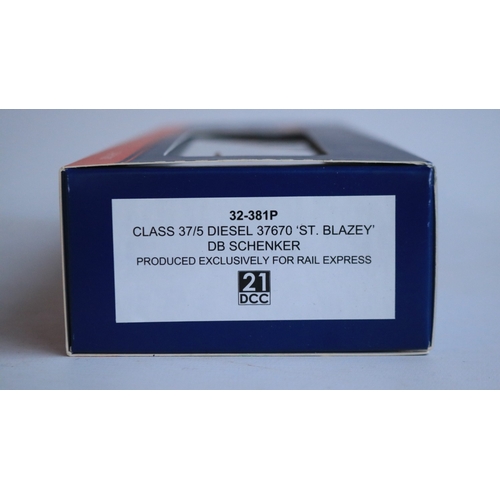 32-381P
CLASS 37/5 DIESEL 37670 'ST. BLAZEY'
DB SCHENKER
PRODUCED EXCLUSIVELY FOR RAIL EXPRESS
21
DCC